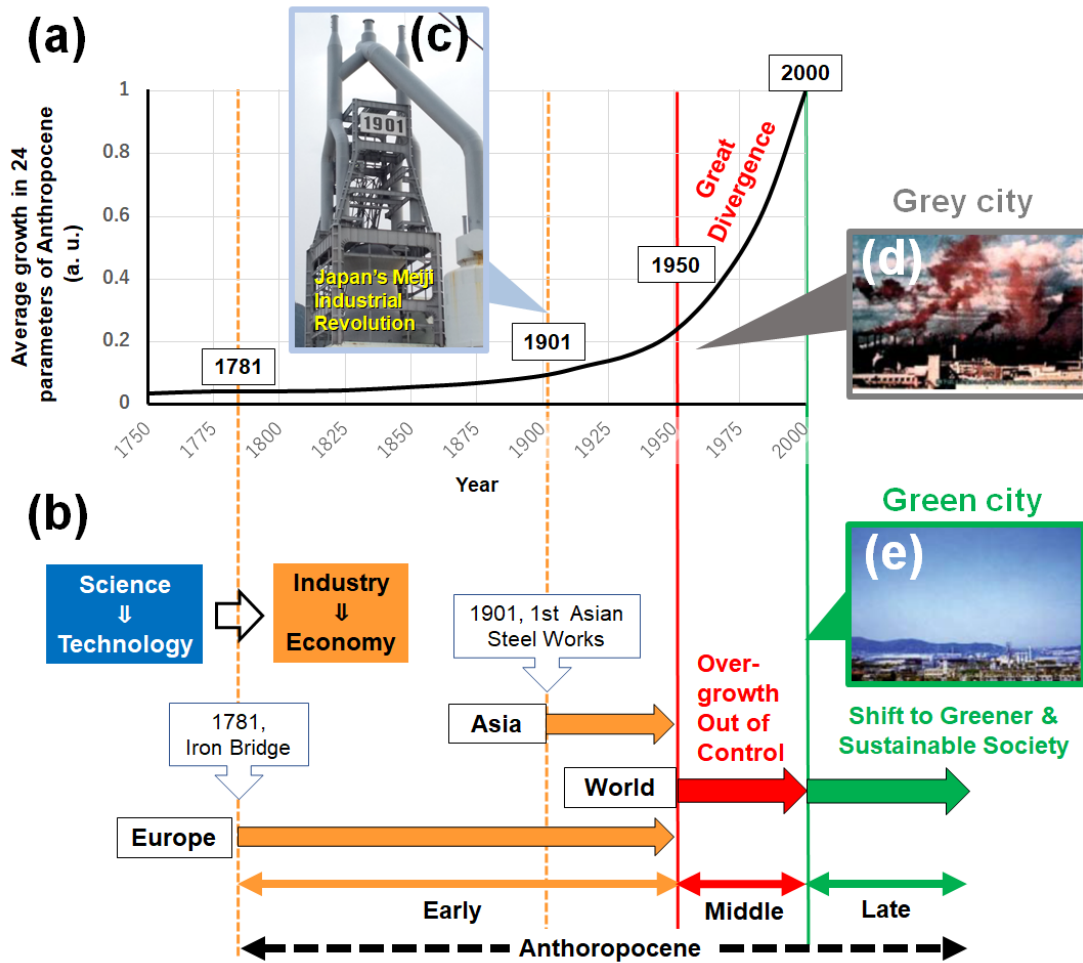 (a)
(c)
2000
1901
Average growth in 24
parameters of Anthropocene
(a. u.)
1
0.8
0.6
0.4
0.2
0
Great
Divergence
Grey city
(d)
1950
Japan's Meiji
Industrial
Revolution
1781
1901
1750
1775
1800
1825
1850
1875
1900
1925
1950
1975
2000
Year
(b)
Green city
(e)
Science
⇓
Technology
Industry
⇓
Economy
1901, 1st Asian
Steel Works
Over-
growth
Out of
Control
Shift to Greener &
Sustainable Society
1781,
Iron Bridge
Asia
World
Europe
Early
Middle
Late
Anthoropocene